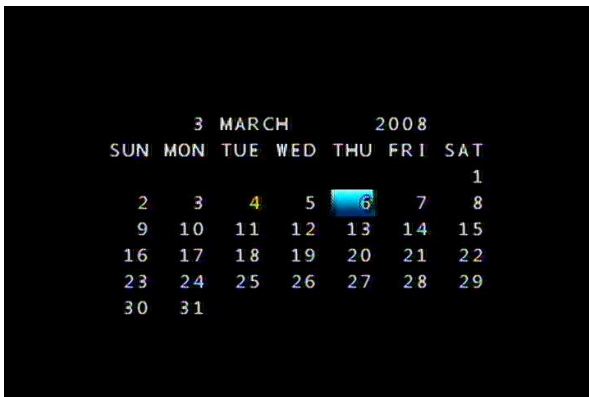 3 MARCH 2008
SUN MON TUE WED THU FRI SAT
1
2 3 4 5 6 7 8
9 10 11 12 13 14 15
16 17 18 19 20 21 22
23 24 25 26 27 28 29
30 31